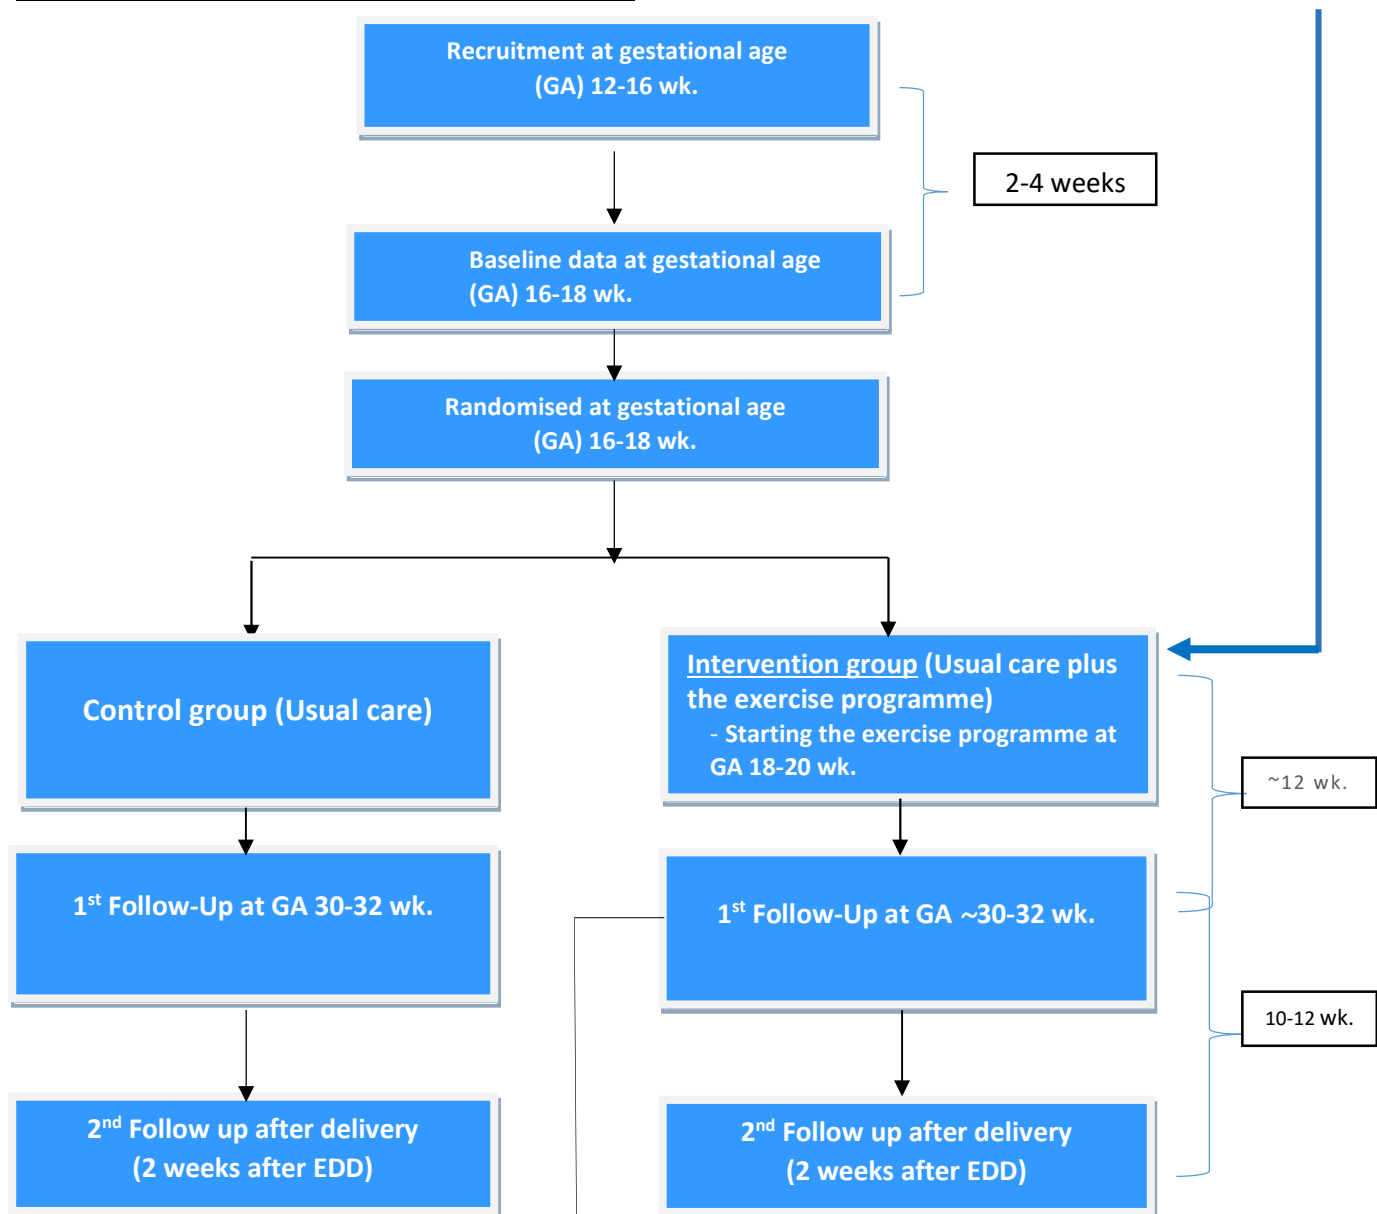 Recruitment at gestational age
(GA) 12-16 wk.
2-4 weeks
Baseline data at gestational age
(GA) 16-18 wk.
Randomised at gestational age
(GA) 16-18 wk.
Control group (Usual care)
Intervention group (Usual care plus
the exercise programme)
- Starting the exercise programme at
GA 18-20 wk.
~12 wk.
1st Follow-Up at GA 30-32 wk.
1st Follow-Up at GA ~30-32 wk.
10-12 wk.
2nd Follow up after delivery
(2 weeks after EDD)
2nd Follow up after delivery
(2 weeks after EDD)